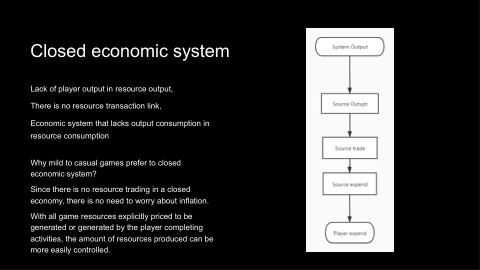 Closed economic system
Lack of player output in resource output,
There is no resource transaction link,
Economic system that lacks output consumption in
resource consumption
Why mild to casual games prefer to closed
economic system?
Since there is no resource trading in a closed
economy, there is no need to worry about inflation.
With all game resources explicitly priced to be
generated or generated by the player completing
activities, the amount of resources produced can be
more easily controlled.
System Output
Source Outupt
Source trade
Source expend
Player expend